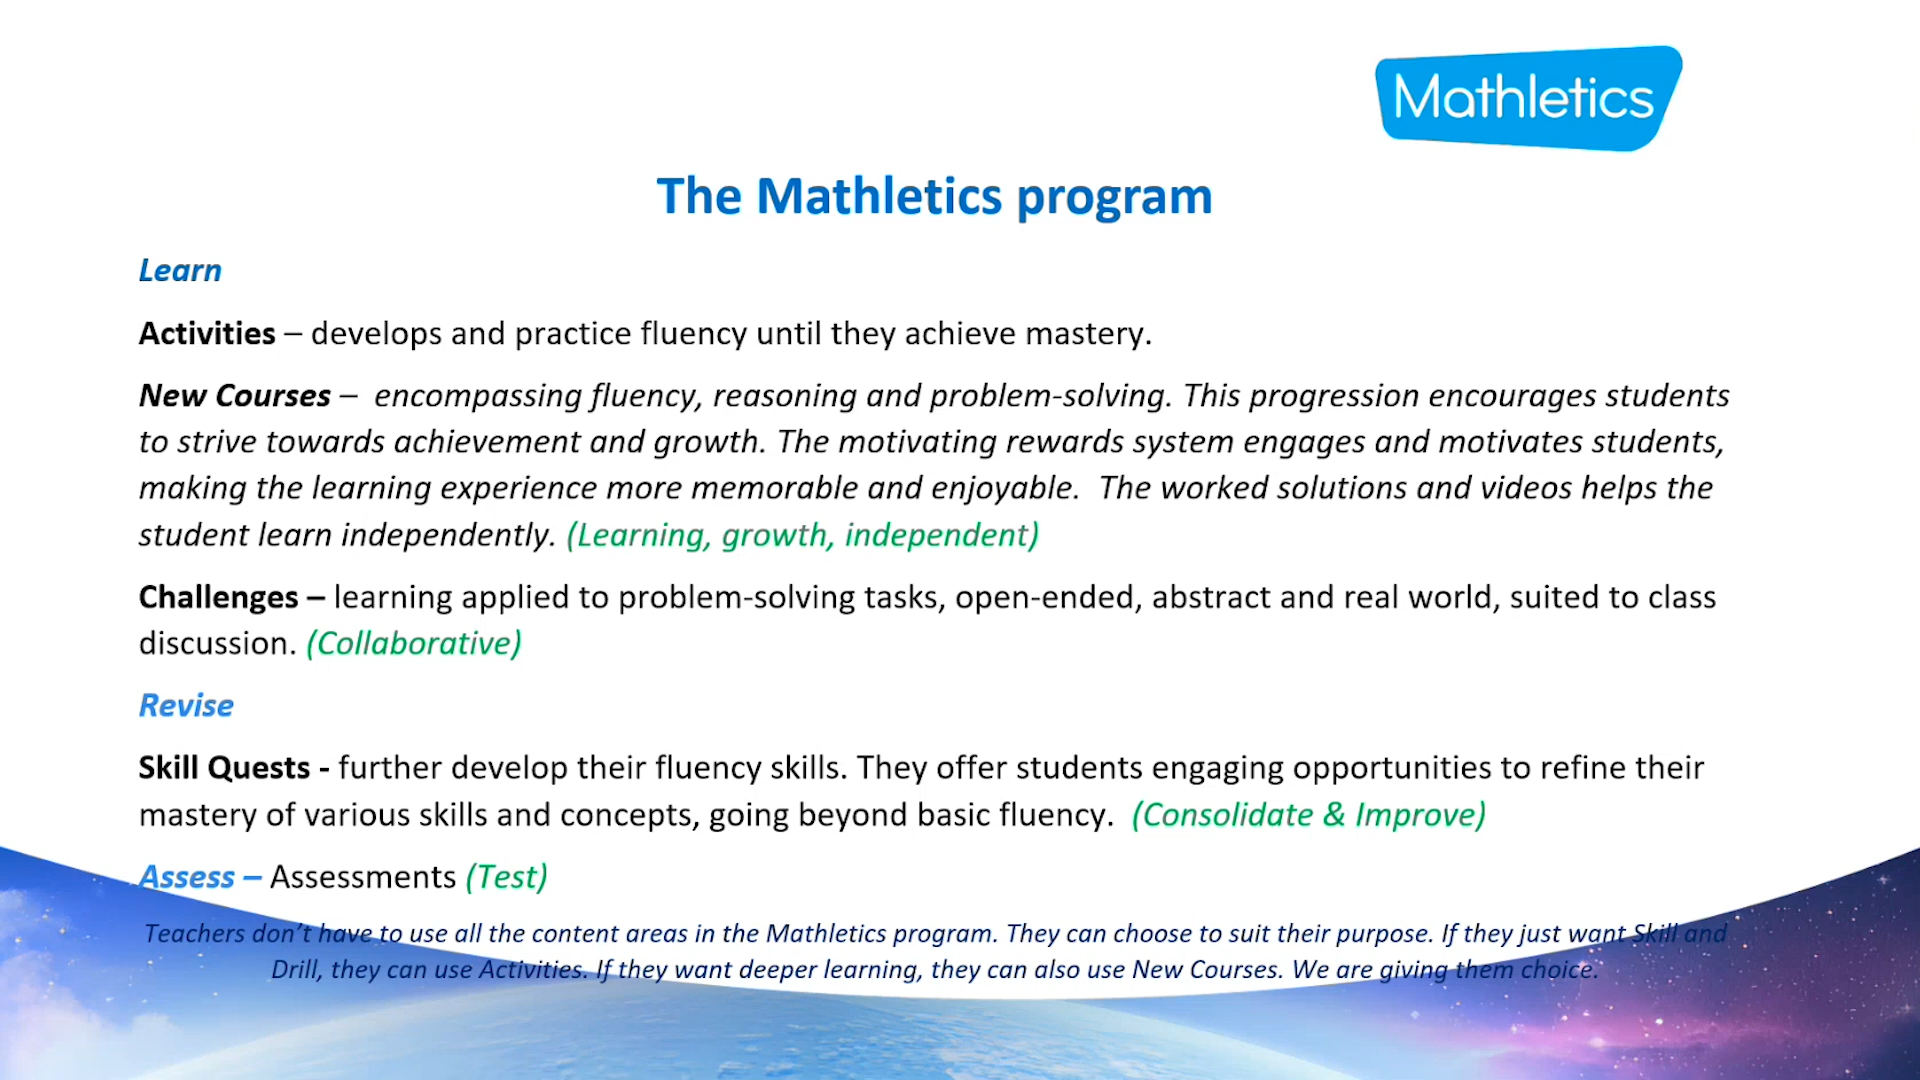 Mathletics
The Mathletics program
Learn
Activities – develops and practice fluency until they achieve mastery.
New Courses – encompassing fluency, reasoning and problem-solving. This progression encourages students
to strive towards achievement and growth. The motivating rewards system engages and motivates students,
making the learning experience more memorable and enjoyable. The worked solutions and videos helps the
student learn independently. (Learning, growth, independent)
Challenges – learning applied to problem-solving tasks, open-ended, abstract and real world, suited to class
discussion. (Collaborative)
Revise
Skill Quests - further develop their fluency skills. They offer students engaging opportunities to refine their
mastery of various skills and concepts, going beyond basic fluency. (Consolidate & Improve)
Assess – Assessments (Test)
Teachers don't have to use all the content areas in the Mathletics program. They can choose to suit their purpose. If they just want Skill and
Drill, they can use Activities. If they want deeper learning, they can also use New Courses. We are giving them choice.